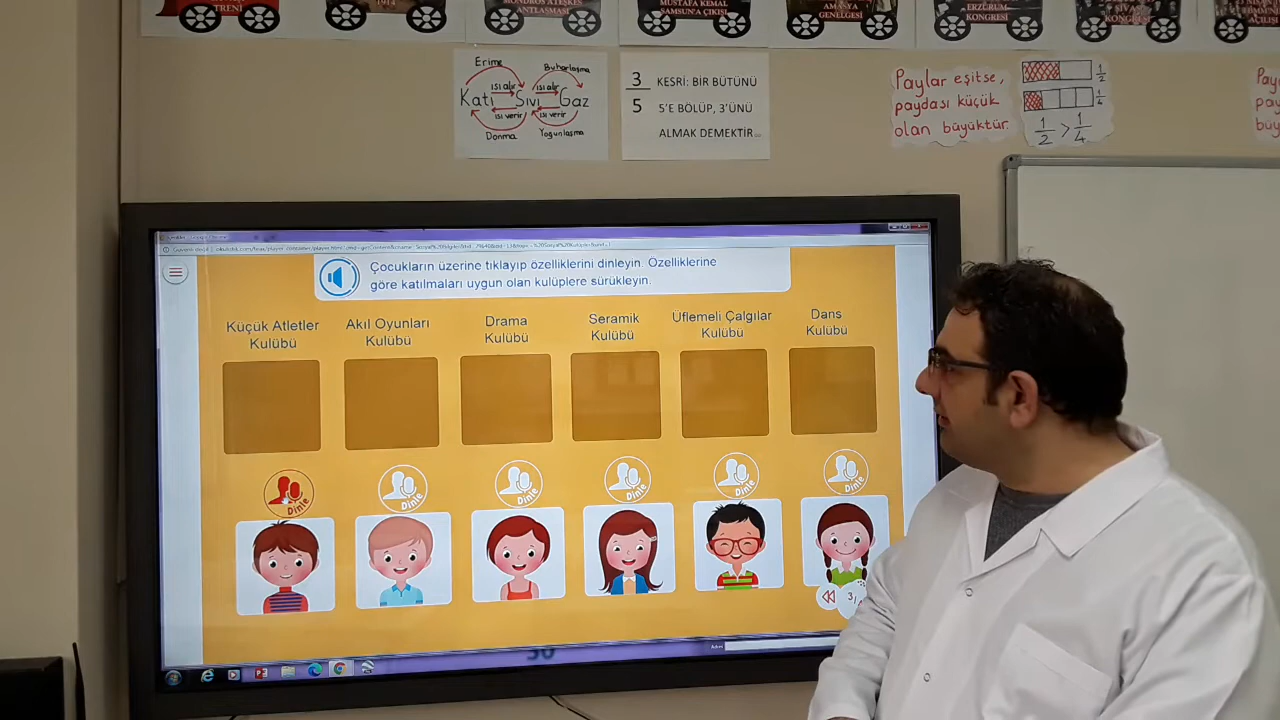 TRENİ
1914
MONDROS ATEŞKES
ANTLAŞMASI
MUSTAFA KEMAL
SAMSUN'A ÇIKIŞI
AMASYA
GENELGESİ
ERZURUM
KONGRESİ
SİVAS
KONGRESİ
AÇILIŞI
Erime
Buharlaşma
ısı alır
ısı alır
Katı Sıvı Gaz
ısı verir
ısı verir
Donma
Yoğunlaşma
3 KESRİ: BİR BÜTÜNÜ
5 5'E BÖLÜP, 3'ÜNÜ
ALMAK DEMEKTİR
Paylar eşitse,
paydası küçük
olan büyüktür.
1/2
1/4
1/2 > 1/4
Çocukların üzerine tıklayıp özelliklerini dinleyin. Özelliklerine
göre katılmaları uygun olan kulüplere sürükleyin.
Küçük Atletler
Kulübü
Akıl Oyunları
Kulübü
Drama
Kulübü
Seramik
Kulübü
Üflemeli Çalgılar
Kulübü
Dans
Kulübü
Dinle
Dinle
Dinle
Dinle
Dinle
Dinle
3/